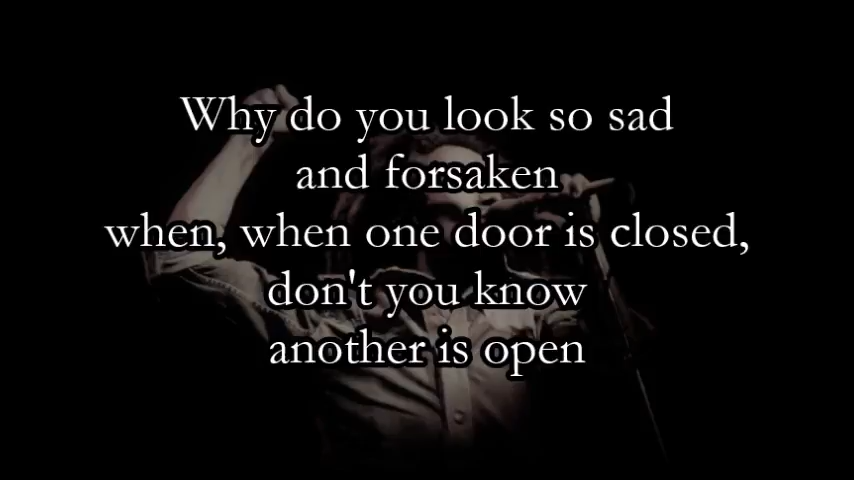 Why do you look so sad
and forsaken
when, when one door is closed,
don't you know
another is open